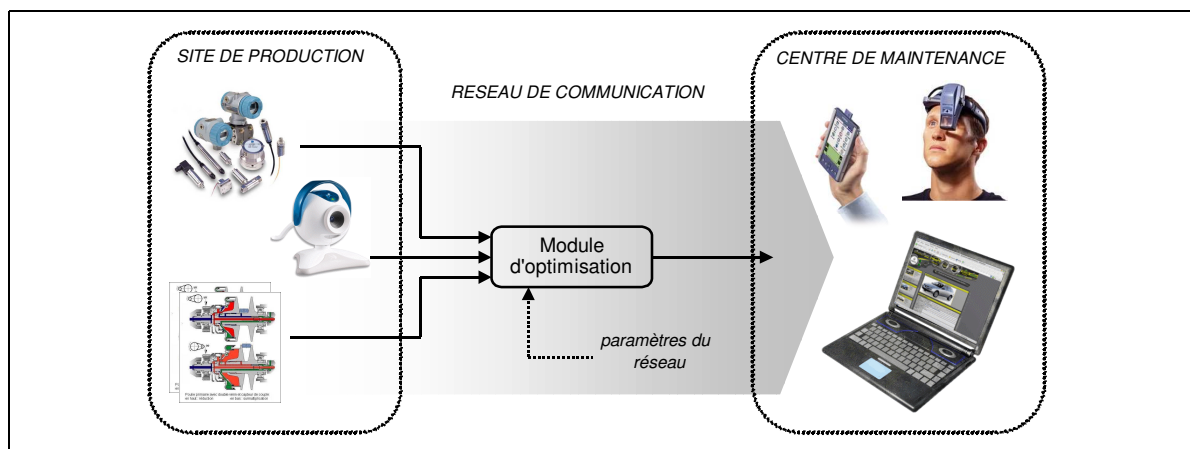 SITE DE PRODUCTION
CENTRE DE MAINTENANCE
RESEAU DE COMMUNICATION
Module
d'optimisation
paramètres du
réseau